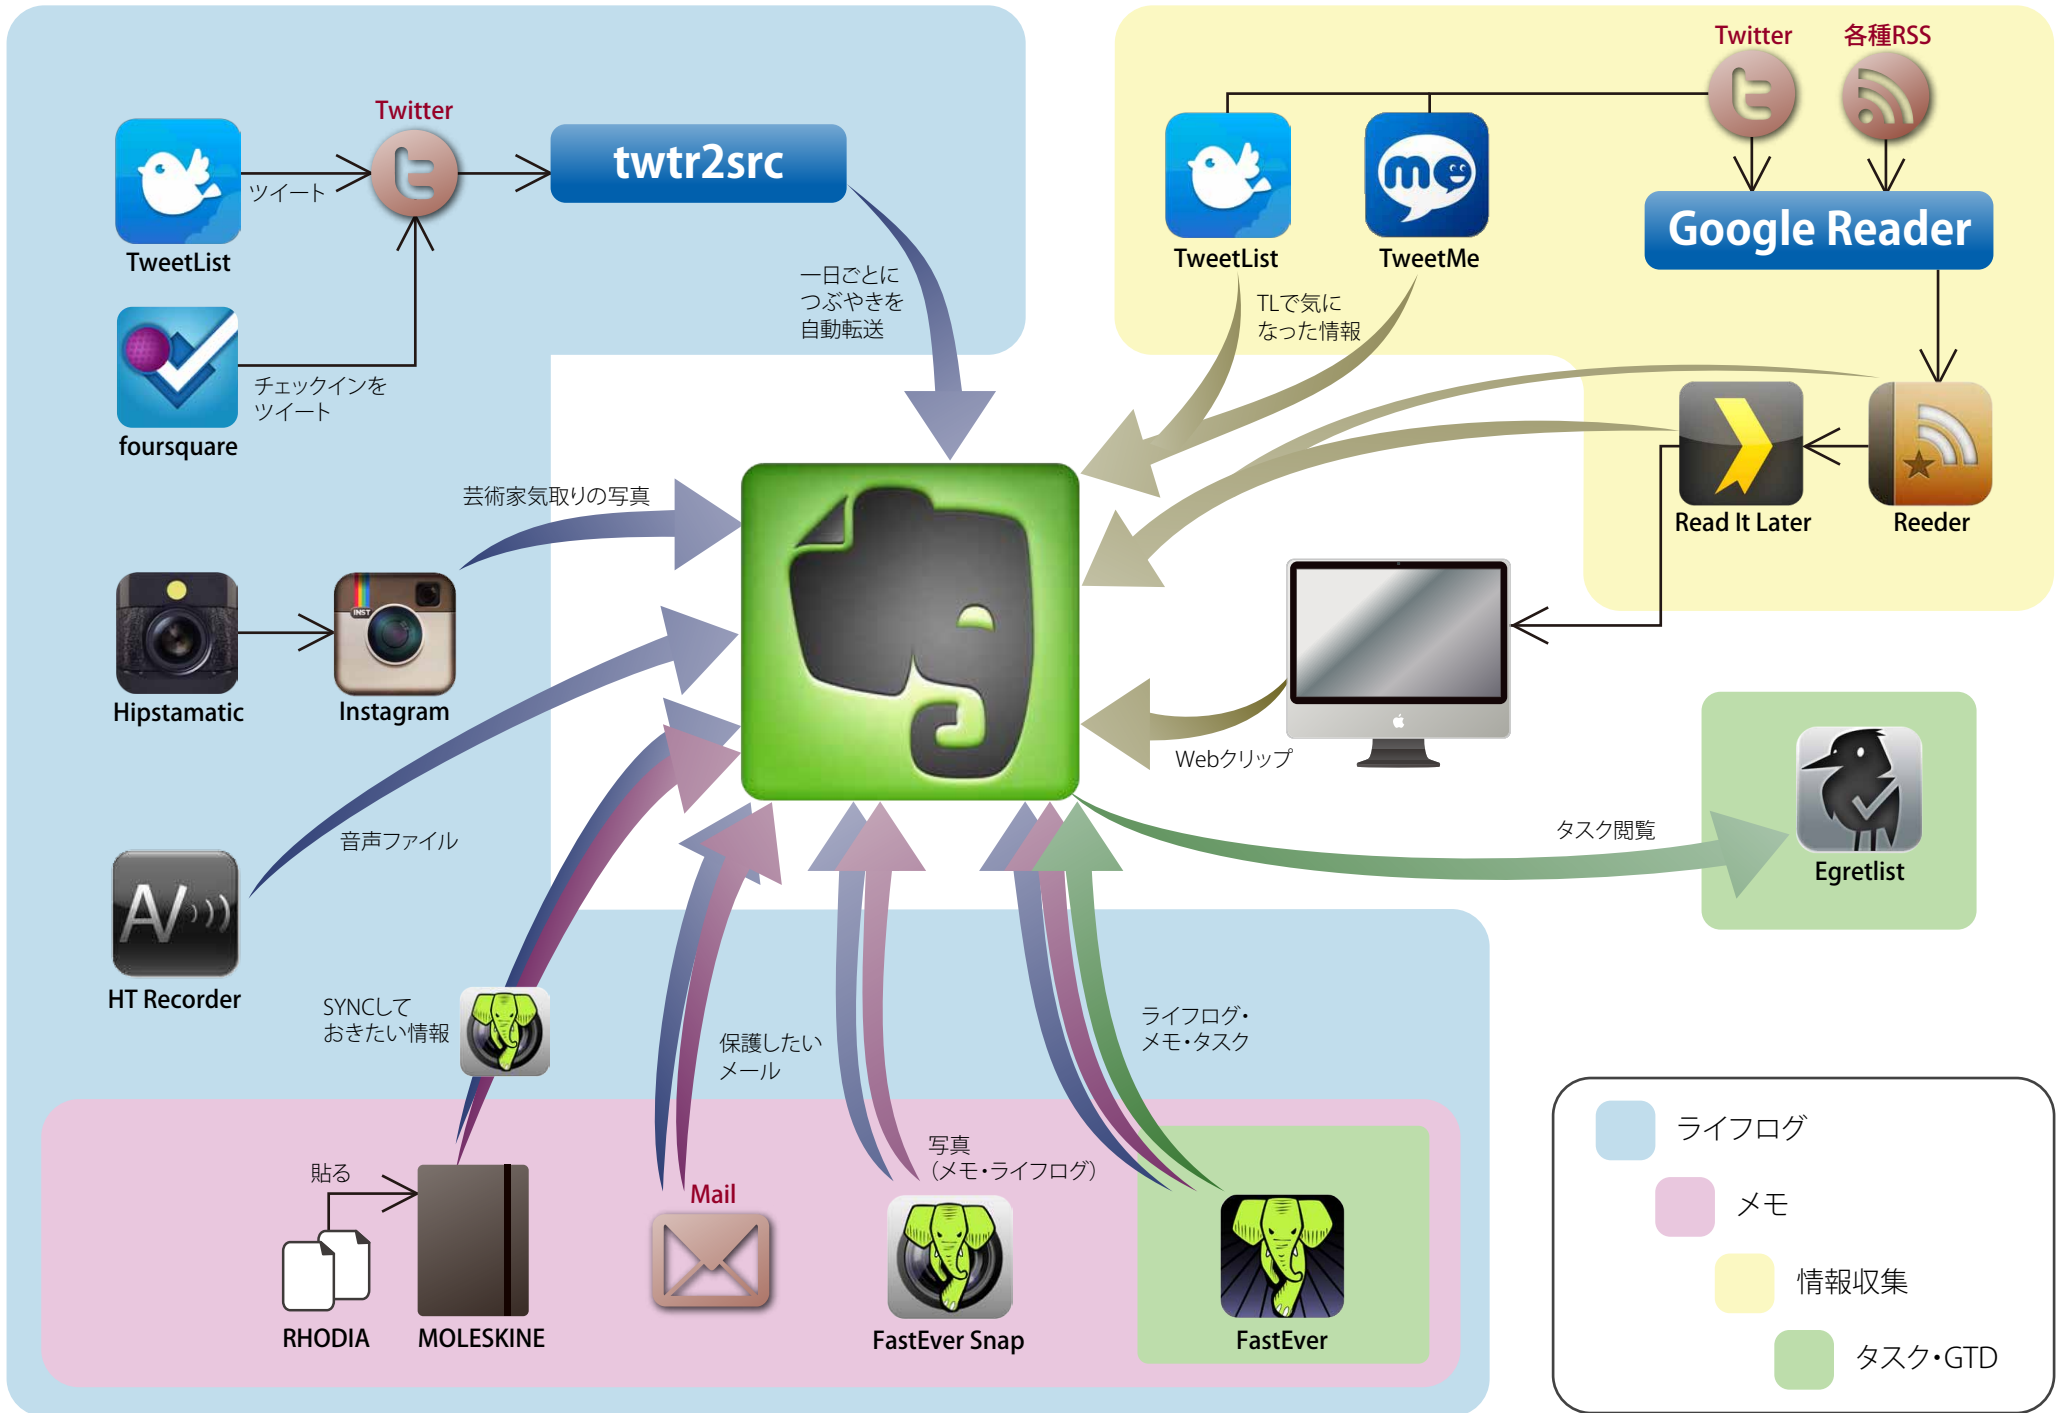 Twitter
twtr2src
ツイート
TweetList
一日ごとに
つぶやきを
自動転送
チェックインを
ツイート
foursquare
Twitter
各種RSS
Google Reader
me
TweetList
TweetMe
TLで気に
なった情報
Read It Later
Reeder
芸術家気取りの写真
INST
Hipstamatic
Instagram
音声ファイル
AV
HT Recorder
Webクリップ
タスク閲覧
Egretlist
SYNCして
おきたい情報
保護したい
メール
ライフログ・
メモ・タスク
写真
（メモ・ライフログ）
貼る
Mail
RHODIA
MOLESKINE
FastEver Snap
FastEver
ライフログ
メモ
情報収集
タスク・GTD